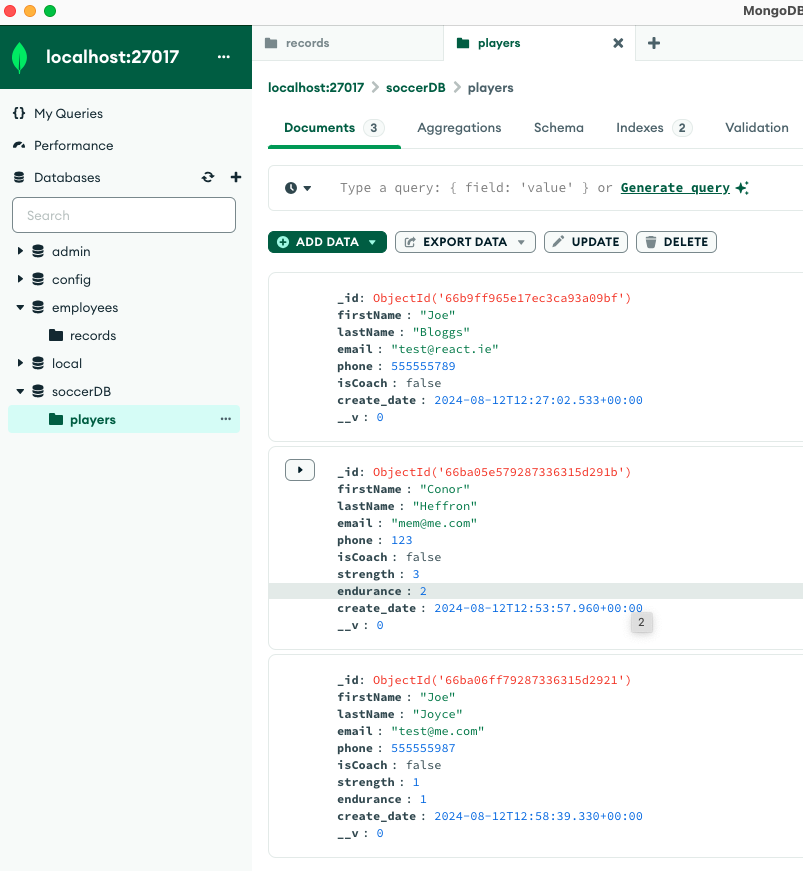 MongoDB
localhost:27017
...
records
players
localhost:27017 > soccerDB > players
My Queries
Performance
Databases
Search
admin
config
employees
records
local
soccerDB
players
...
Documents 3 Aggregations Schema Indexes 2 Validation
Type a query: { field: 'value' } or Generate query
ADD DATA EXPORT DATA UPDATE DELETE
_id: ObjectId('66b9ff965e17ec3ca93a09bf')
firstName : "Joe"
lastName : "Bloggs"
email : "test@react.ie"
phone : 555555789
isCoach : false
create_date : 2024-08-12T12:27:02.533+00:00
__v : 0
_id: ObjectId('66ba05e579287336315d291b')
firstName : "Conor"
lastName : "Heffron"
email : "mem@me.com"
phone : 123
isCoach : false
strength : 3
endurance : 2
create_date : 2024-08-12T12:53:57.960+00:00
2
__v : 0
_id: ObjectId('66ba06ff79287336315d2921')
firstName : "Joe"
lastName : "Joyce"
email : "test@me.com"
phone : 555555987
isCoach : false
strength : 1
endurance : 1
create_date : 2024-08-12T12:58:39.330+00:00
__v : 0